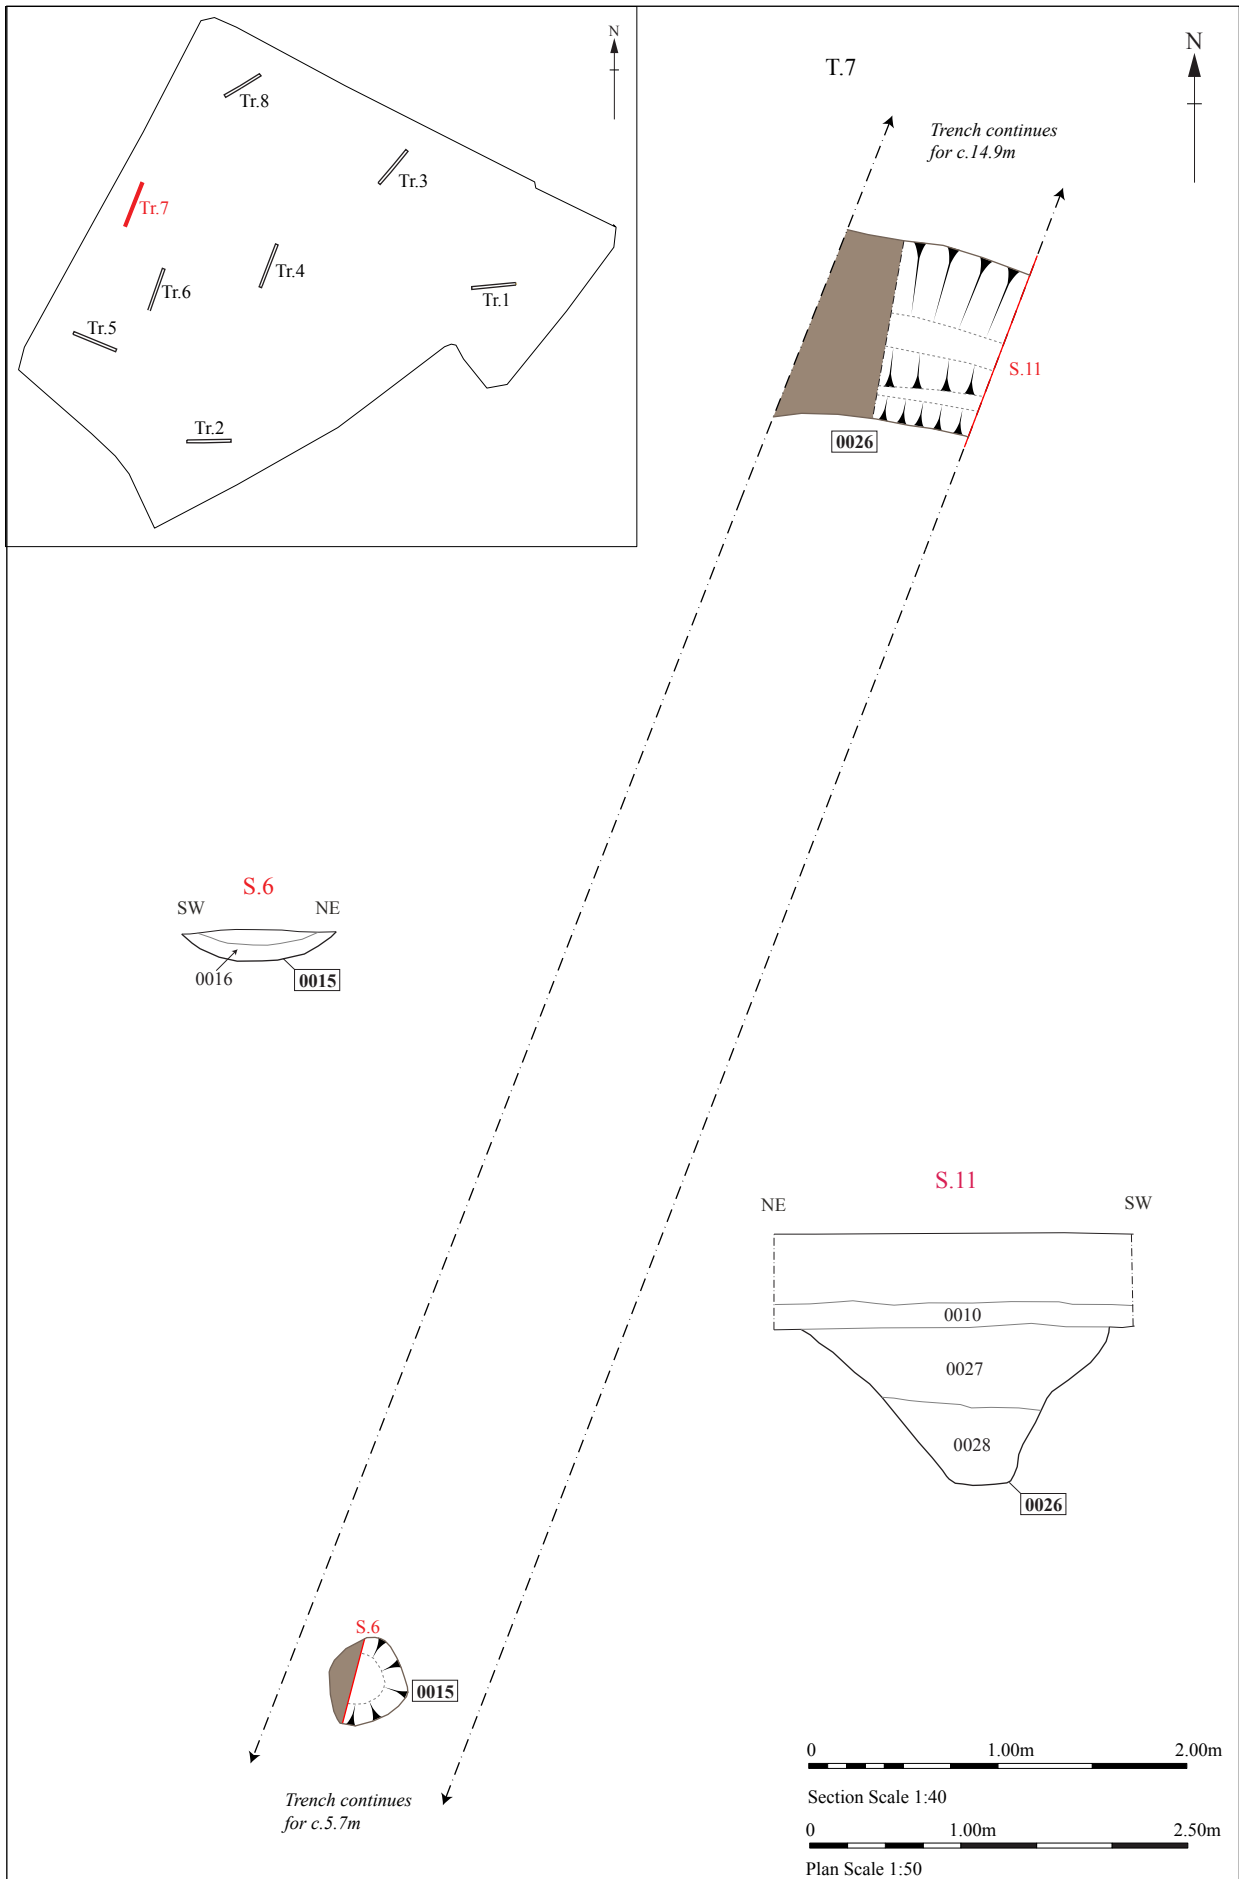 N
Tr.8
Tr.3
Tr.7
Tr.4
Tr.6
Tr.1
Tr.5
Tr.2
T.7
N
Trench continues
for c.14.9m
S.11
0026
S.6
SW NE
0016
0015
S.11
NE SW
0010
0027
0028
0026
S.6
0015
Trench continues
for c.5.7m
0 1.00m 2.00m
Section Scale 1:40
0 1.00m 2.50m
Plan Scale 1:50